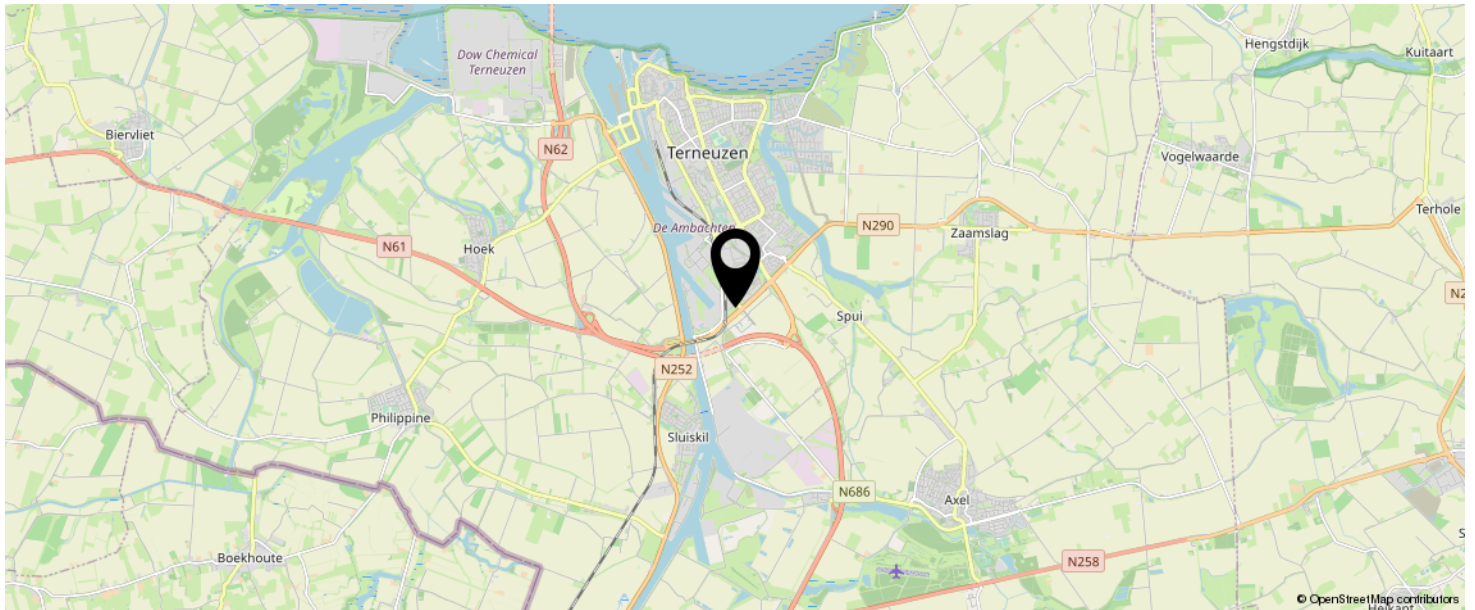 Dow Chemical
Terneuzen
Hengstdijk
Kuitaart
Biervliet
N62
Terneuzen
Vogelwaarde
Terhole
De Ambachten
N290
Zaamslag
N61
Hoek
Spui
N252
Philippine
Sluiskil
N686
Axel
Boekhoute
N258
© OpenStreetMap contributors